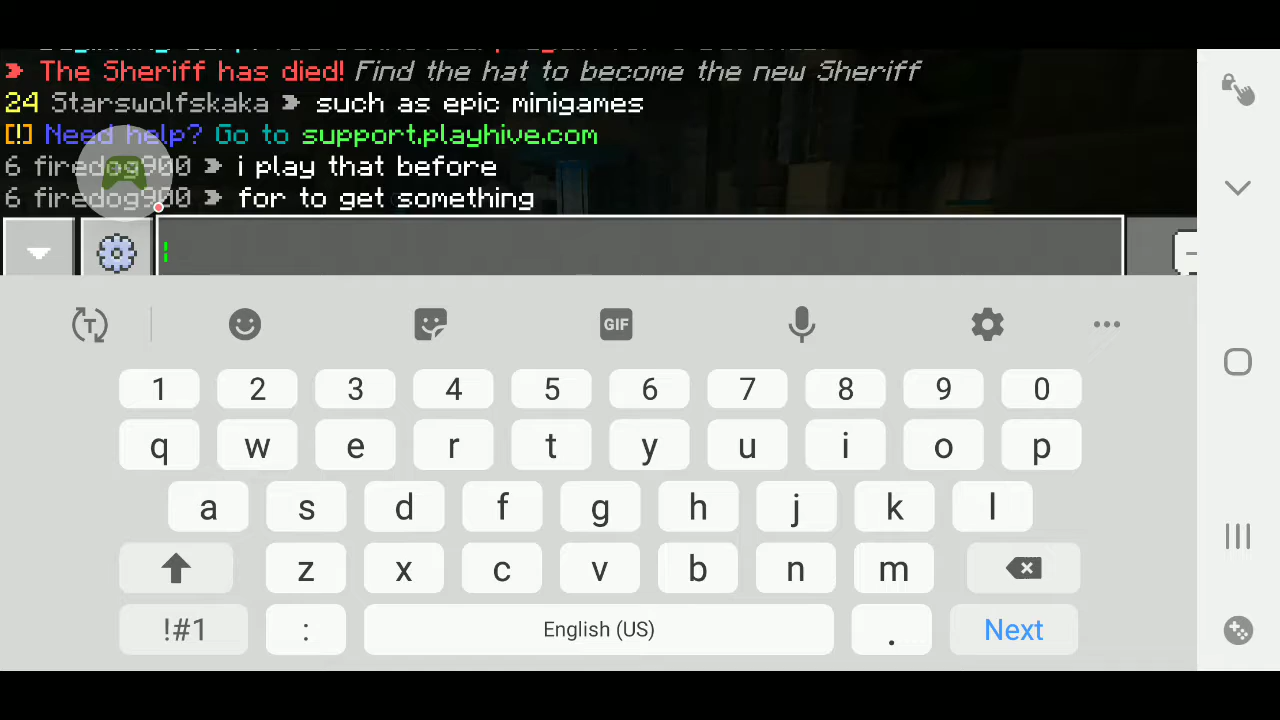 The Sheriff has died! Find the hat to become the new Sheriff
24 Starswolfskaka » such as epic minigames
[!] Need help? Go to support.playhive.com
6 firedog900 » i play that before
6 firedog900 » for to get something
T GIF
1 2 3 4 5 6 7 8 9 0
q w e r t y u i o p
a s d f g h j k l
z x c v b n m
!#1 : English (US) . Next